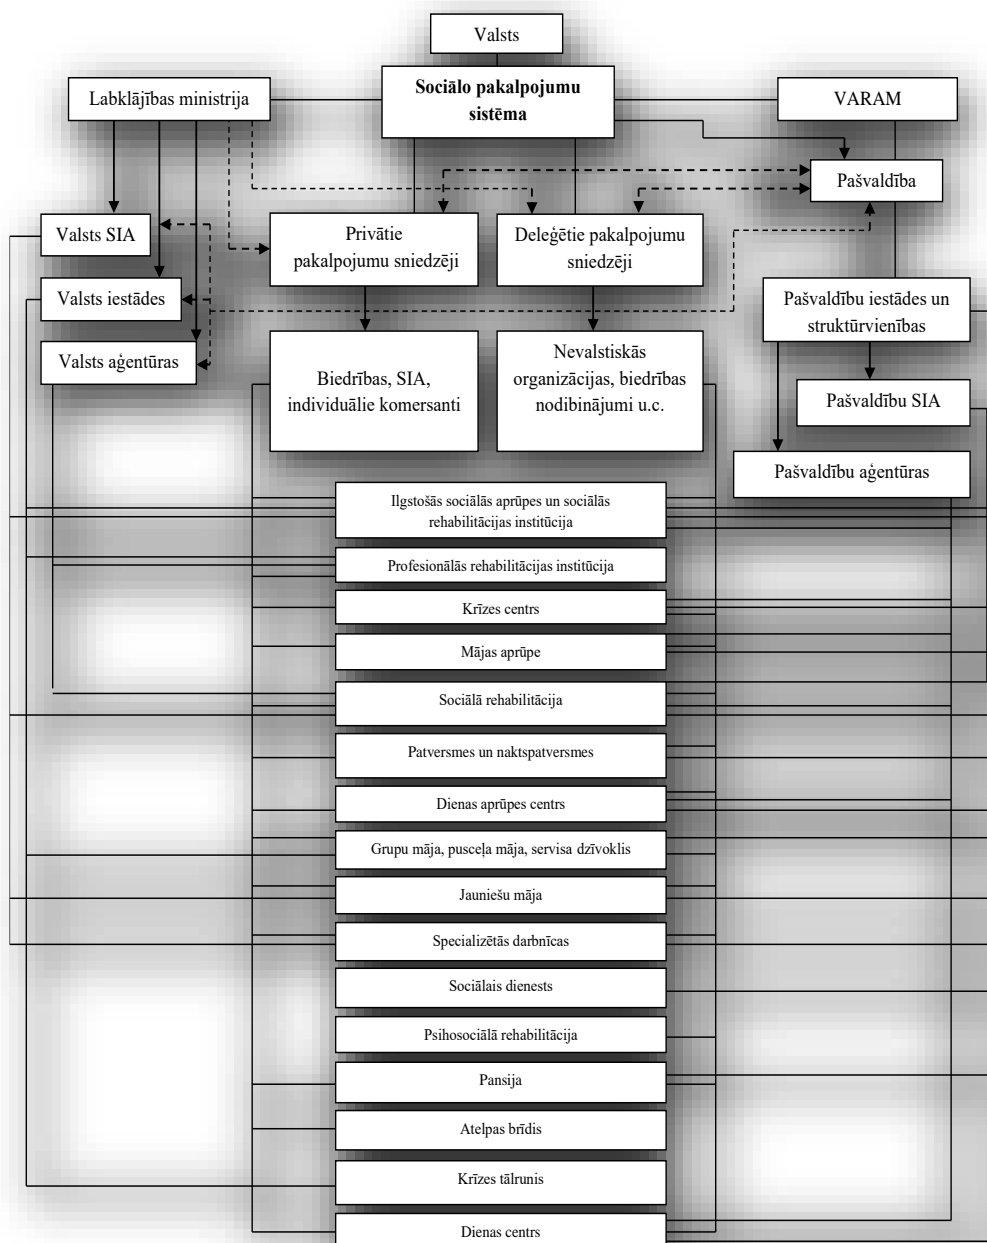 Valsts
Labklājības ministrija
Sociālo pakalpojumu
sistēma
VARAM
Pašvaldība
Valsts SIA
Privātie
pakalpojumu sniedzēji
Deleģētie pakalpojumu
sniedzēji
Valsts iestādes
Pašvaldību iestādes un
struktūrvienības
Valsts aģentūras
Biedrības, SIA,
individuālie komersanti
Nevalstiskās
organizācijas, biedrības
nodibinājumi u.c.
Pašvaldību SIA
Pašvaldību aģentūras
Ilgstošās sociālās aprūpes un sociālās
rehabilitācijas institūcija
Profesionālās rehabilitācijas institūcija
Krīzes centrs
Mājas aprūpe
Sociālā rehabilitācija
Patversmes un naktspatversmes
Dienas aprūpes centrs
Grupu māja, pusceļa māja, servisa dzīvoklis
Jauniešu māja
Specializētās darbnīcas
Sociālais dienests
Psihosociālā rehabilitācija
Pansija
Atelpas brīdis
Krīzes tālrunis
Dienas centrs